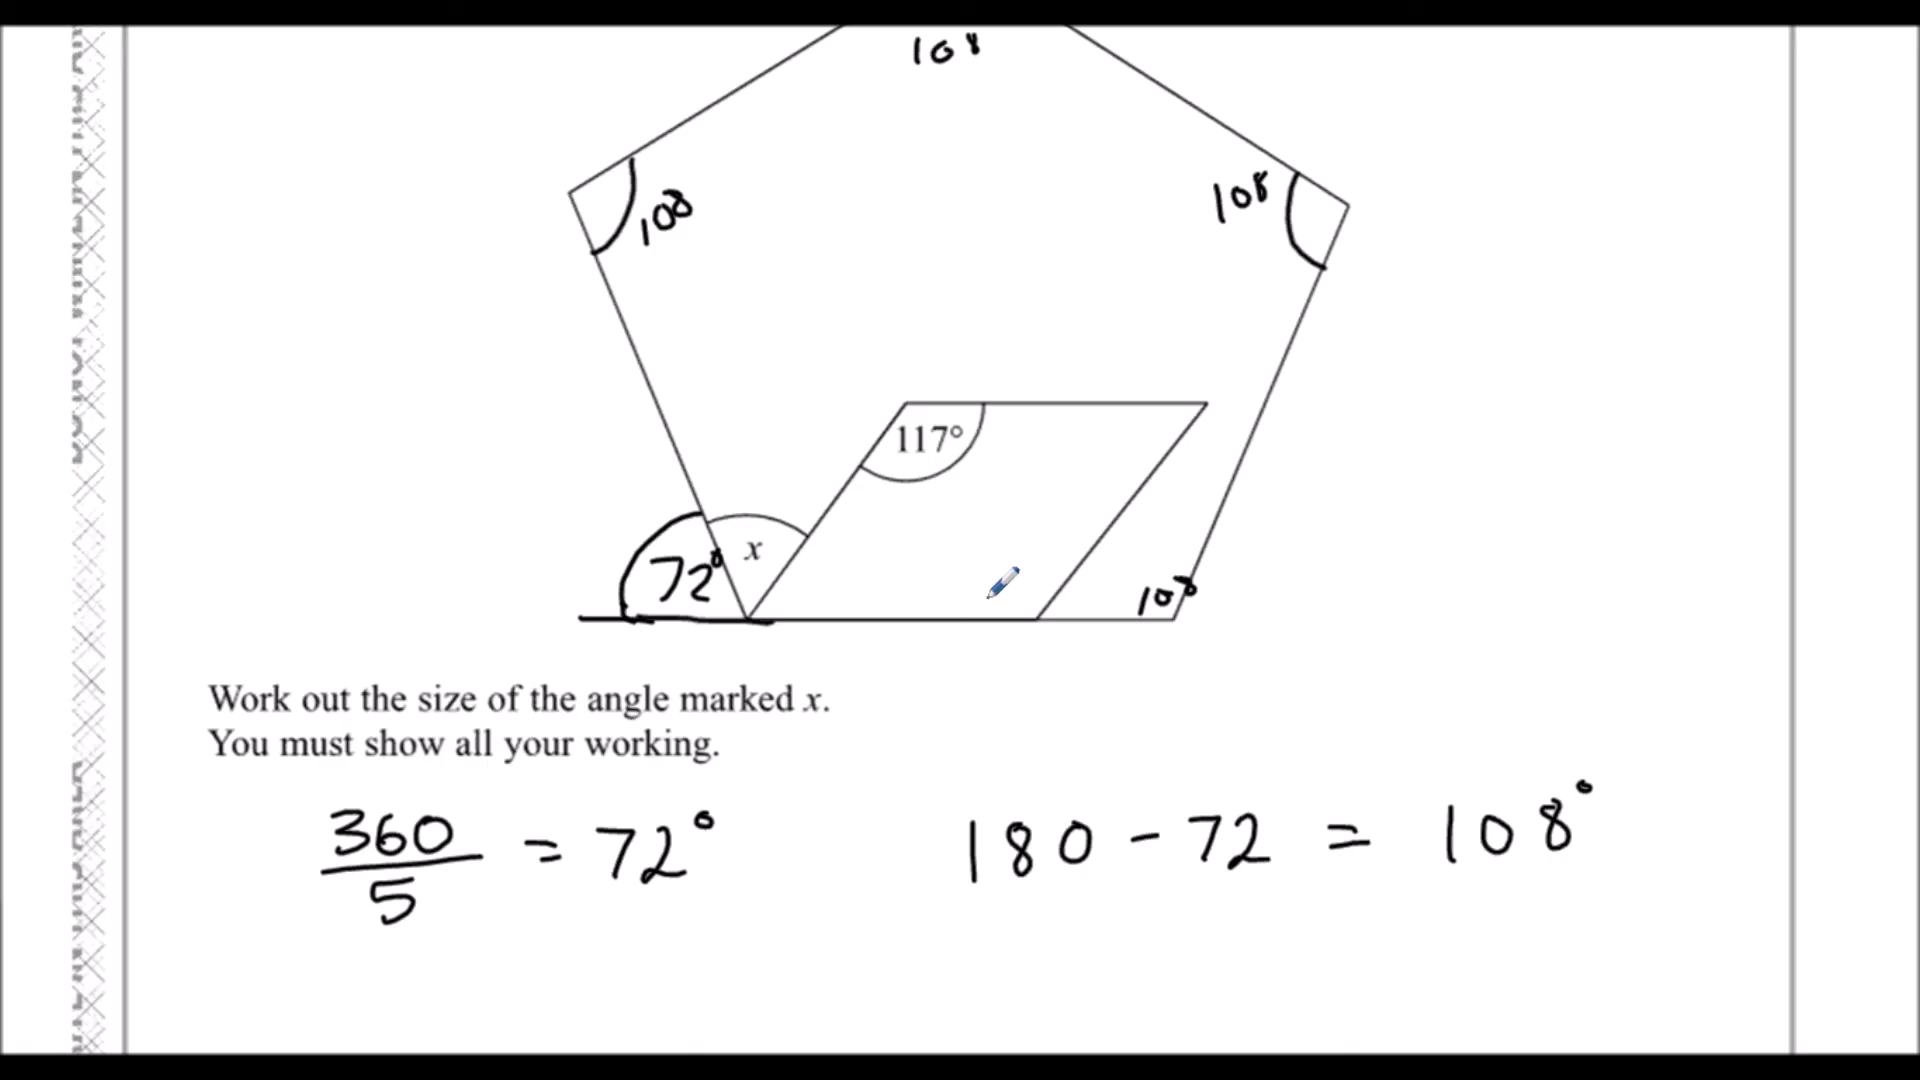 108
108
108
117°
x
72°
108
Work out the size of the angle marked x.
You must show all your working.
360/5 = 72°
180 - 72 = 108°